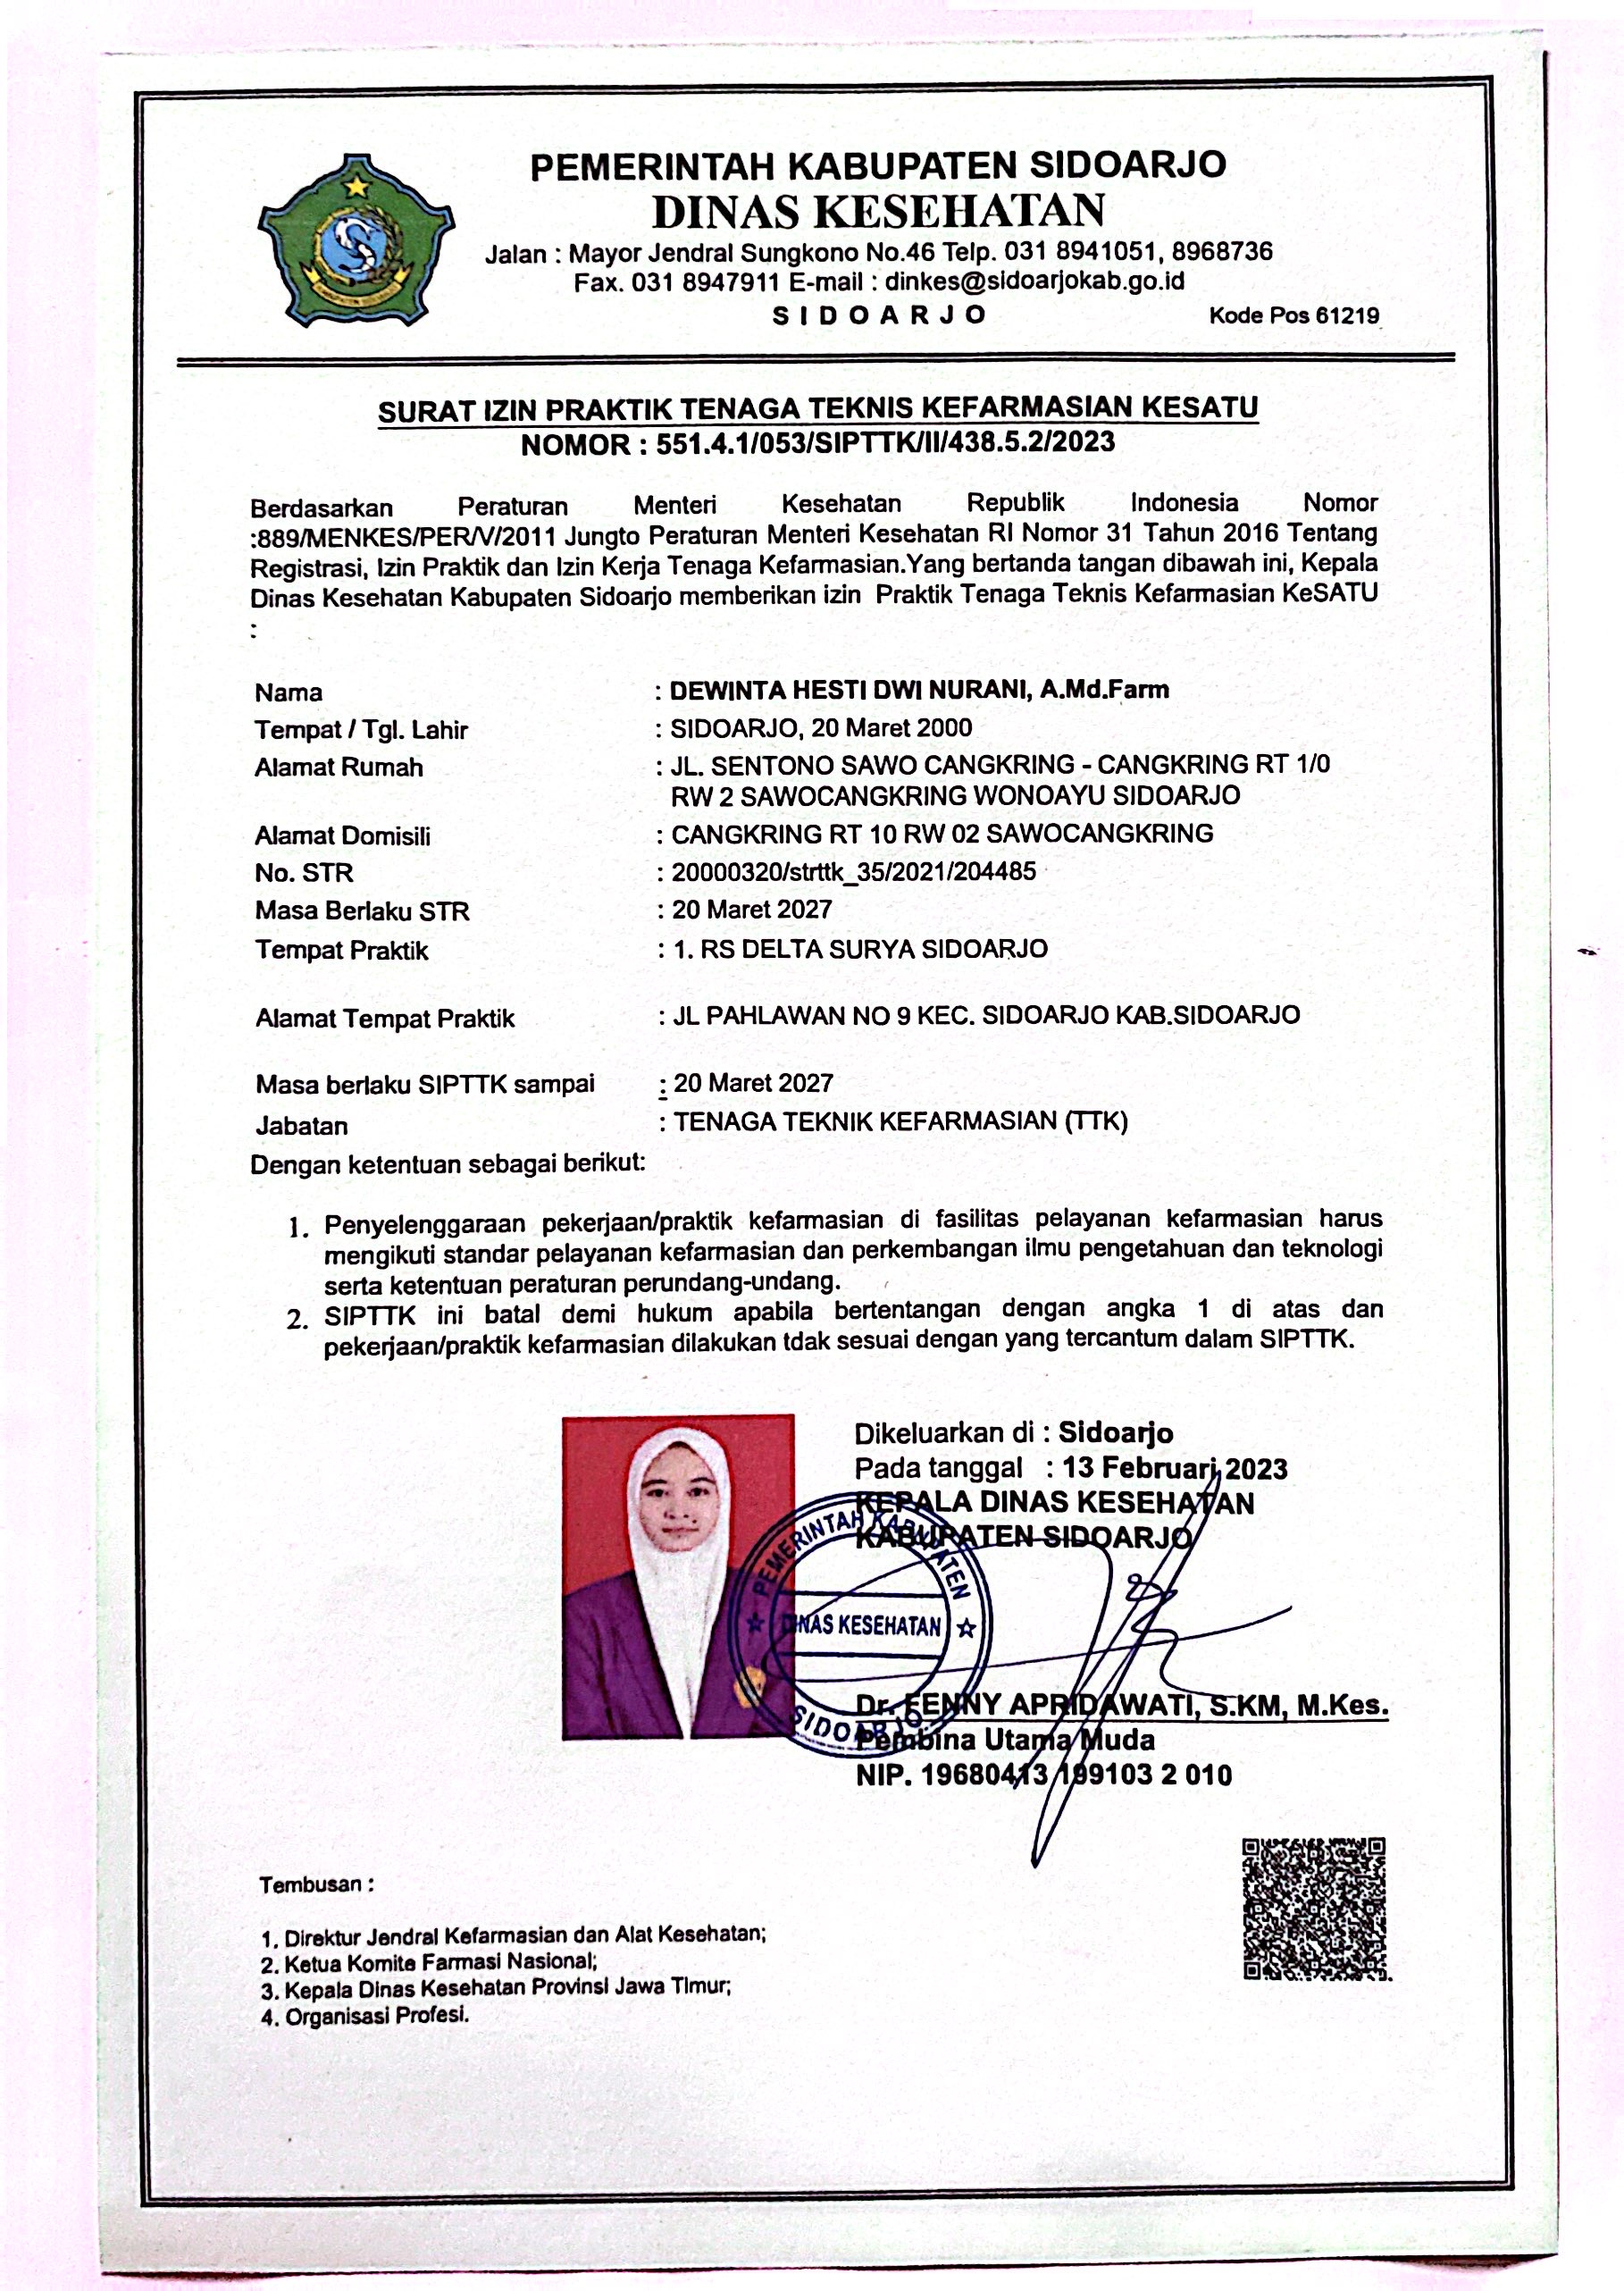 PEMERINTAH KABUPATEN SIDOARJO
DINAS KESEHATAN
Jalan : Mayor Jendral Sungkono No.46 Telp. 031 8941051, 8968736
Fax. 031 8947911 E-mail : dinkes@sidoarjokab.go.id
S I D O A R J O Kode Pos 61219
SURAT IZIN PRAKTIK TENAGA TEKNIS KEFARMASIAN KESATU
NOMOR : 551.4.1/053/SIPTTK/II/438.5.2/2023
Berdasarkan Peraturan Menteri Kesehatan Republik Indonesia Nomor
:889/MENKES/PER/V/2011 Jungto Peraturan Menteri Kesehatan RI Nomor 31 Tahun 2016 Tentang
Registrasi, Izin Praktik dan Izin Kerja Tenaga Kefarmasian.Yang bertanda tangan dibawah ini, Kepala
Dinas Kesehatan Kabupaten Sidoarjo memberikan izin Praktik Tenaga Teknis Kefarmasian KeSATU
:
Nama : DEWINTA HESTI DWI NURANI, A.Md.Farm
Tempat / Tgl. Lahir : SIDOARJO, 20 Maret 2000
Alamat Rumah : JL. SENTONO SAWO CANGKRING - CANGKRING RT 1/0
RW 2 SAWOCANGKRING WONOAYU SIDOARJO
Alamat Domisili : CANGKRING RT 10 RW 02 SAWOCANGKRING
No. STR : 20000320/strttk_35/2021/204485
Masa Berlaku STR : 20 Maret 2027
Tempat Praktik : 1. RS DELTA SURYA SIDOARJO
Alamat Tempat Praktik : JL PAHLAWAN NO 9 KEC. SIDOARJO KAB.SIDOARJO
Masa berlaku SIPTTK sampai : 20 Maret 2027
Jabatan : TENAGA TEKNIK KEFARMASIAN (TTK)
Dengan ketentuan sebagai berikut:
1. Penyelenggaraan pekerjaan/praktik kefarmasian di fasilitas pelayanan kefarmasian harus
mengikuti standar pelayanan kefarmasian dan perkembangan ilmu pengetahuan dan teknologi
serta ketentuan peraturan perundang-undang.
2. SIPTTK ini batal demi hukum apabila bertentangan dengan angka 1 di atas dan
pekerjaan/praktik kefarmasian dilakukan tdak sesuai dengan yang tercantum dalam SIPTTK.
Dikeluarkan di : Sidoarjo
Pada tanggal : 13 Februari 2023
KEPALA DINAS KESEHATAN
KABUPATEN SIDOARJO
PEMERINTAH KABUPATEN
DINAS KESEHATAN
SIDOARJO
Dr. FENNY APRIDAWATI, S.KM, M.Kes.
Pembina Utama Muda
NIP. 19680413 199103 2 010
Tembusan :
1. Direktur Jendral Kefarmasian dan Alat Kesehatan;
2. Ketua Komite Farmasi Nasional;
3. Kepala Dinas Kesehatan Provinsi Jawa Timur;
4. Organisasi Profesi.